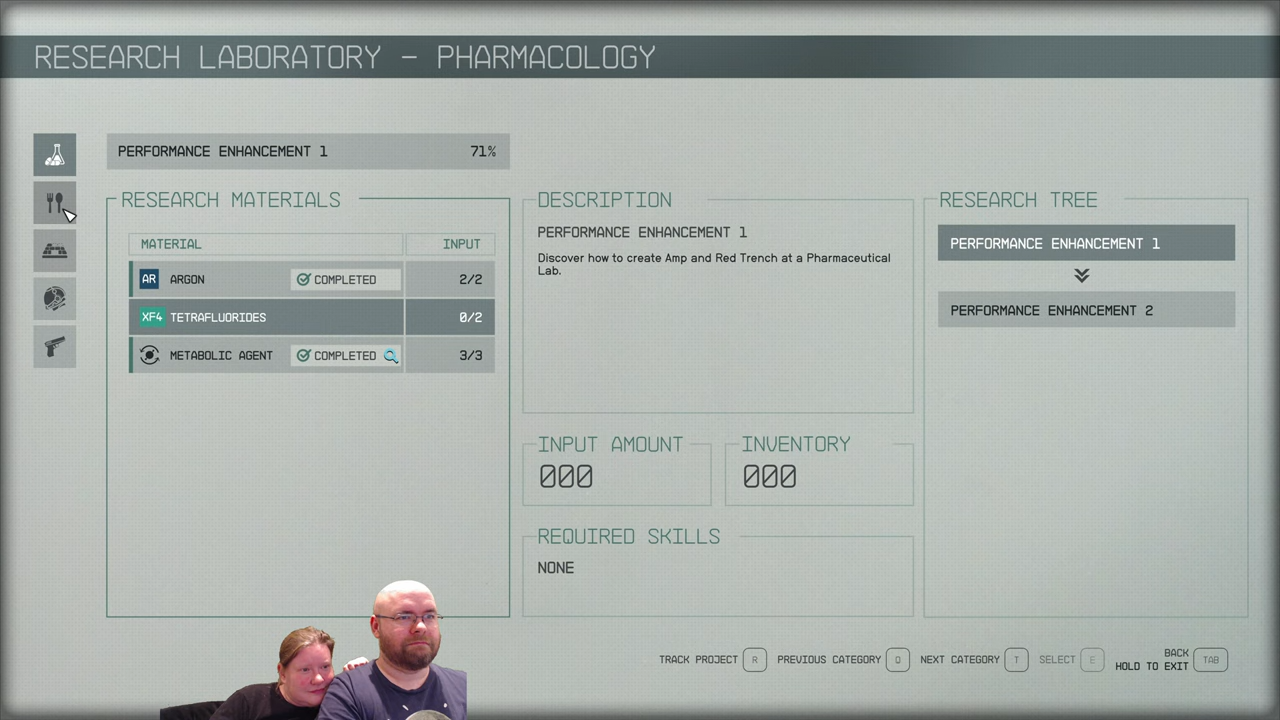 RESEARCH LABORATORY – PHARMACOLOGY
PERFORMANCE ENHANCEMENT 1 71%
RESEARCH MATERIALS
MATERIAL INPUT
AR ARGON COMPLETED 2/2
XF4 TETRAFLUORIDES 0/2
METABOLIC AGENT COMPLETED 3/3
DESCRIPTION
PERFORMANCE ENHANCEMENT 1
Discover how to create Amp and Red Trench at a Pharmaceutical
Lab.
INPUT AMOUNT
000
INVENTORY
000
REQUIRED SKILLS
NONE
RESEARCH TREE
PERFORMANCE ENHANCEMENT 1
PERFORMANCE ENHANCEMENT 2
TRACK PROJECT R PREVIOUS CATEGORY Q NEXT CATEGORY T SELECT E BACK
HOLD TO EXIT TAB